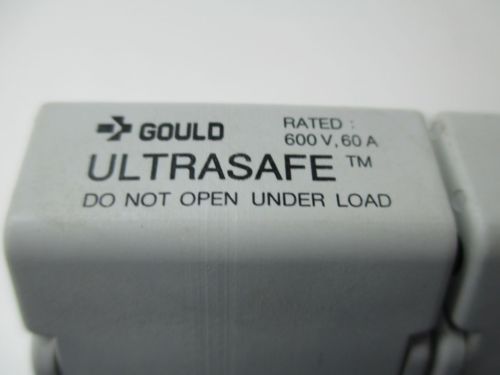 GOULD
RATED :
600 V, 60 A
ULTRASAFE ™
DO NOT OPEN UNDER LOAD